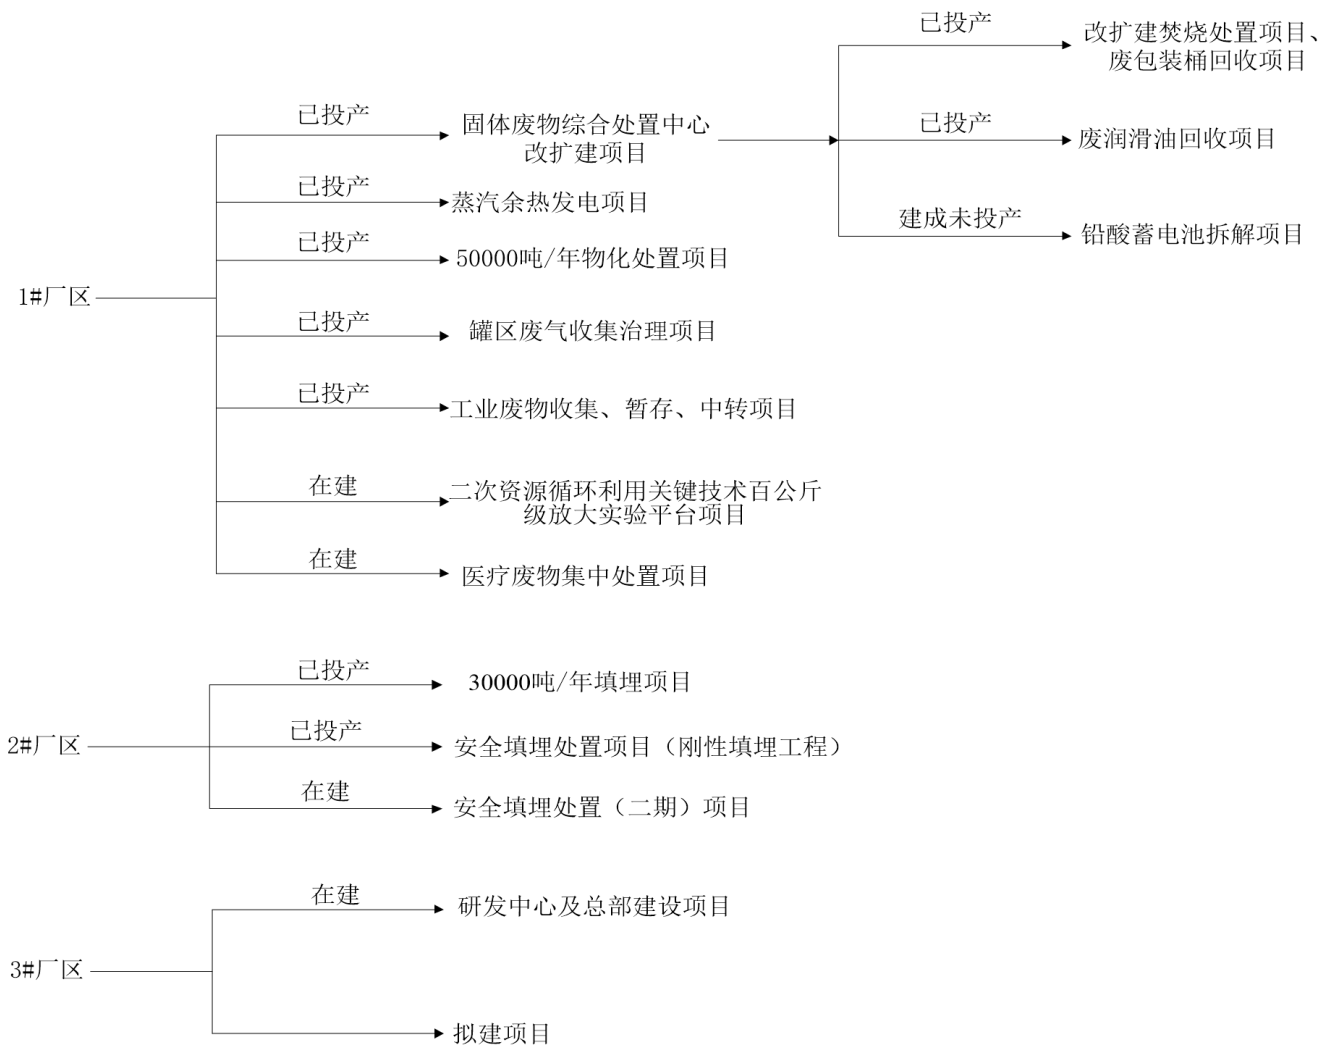 已投产
改扩建焚烧处置项目、
废包装桶回收项目
已投产
固体废物综合处置中心
改扩建项目
已投产
废润滑油回收项目
已投产
蒸汽余热发电项目
建成未投产
铅酸蓄电池拆解项目
已投产
50000吨/年物化处置项目
1#厂区
已投产
罐区废气收集治理项目
已投产
工业废物收集、暂存、中转项目
在建
二次资源循环利用关键技术百公斤
级放大实验平台项目
在建
医疗废物集中处置项目
已投产
30000吨/年填埋项目
2#厂区
已投产
安全填埋处置项目（刚性填埋工程）
在建
安全填埋处置（二期）项目
在建
研发中心及总部建设项目
3#厂区
拟建项目